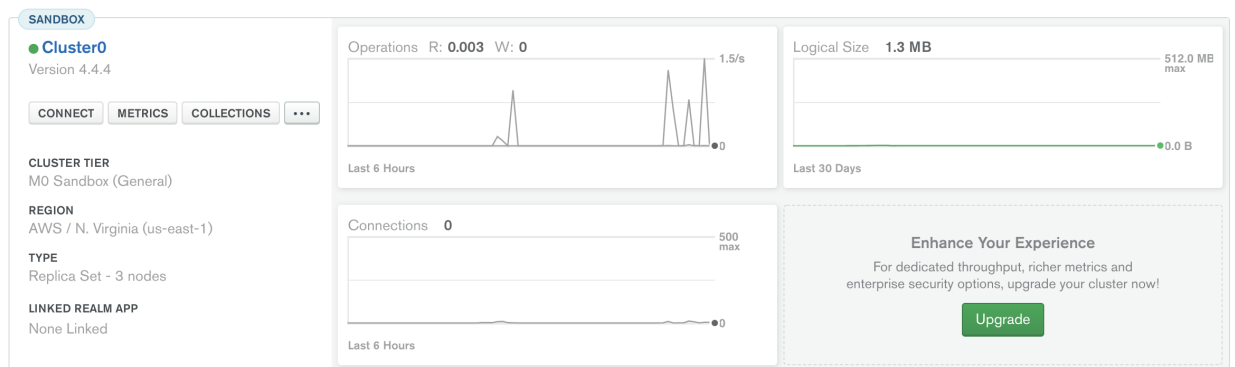 SANDBOX
Cluster0
Version 4.4.4
CONNECT METRICS COLLECTIONS •••
CLUSTER TIER
M0 Sandbox (General)
REGION
AWS / N. Virginia (us-east-1)
TYPE
Replica Set - 3 nodes
LINKED REALM APP
None Linked
Operations R: 0.003 W: 0
1.5/s
0
Last 6 Hours
Logical Size 1.3 MB
512.0 MB
max
0.0 B
Last 30 Days
Connections 0
500
max
0
Last 6 Hours
Enhance Your Experience
For dedicated throughput, richer metrics and
enterprise security options, upgrade your cluster now!
Upgrade